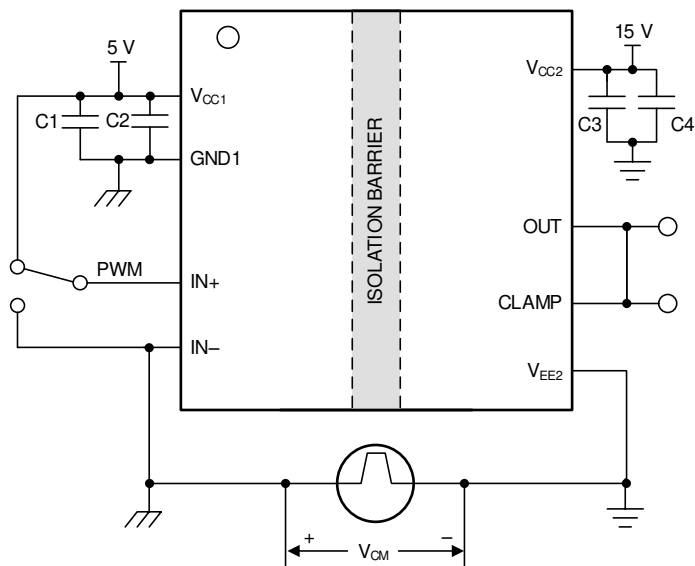 5 V
15 V
VCC1
VCC2
C1
C2
C3
C4
GND1
ISOLATION BARRIER
OUT
PWM
IN+
CLAMP
IN–
VEE2
+
VCM
–